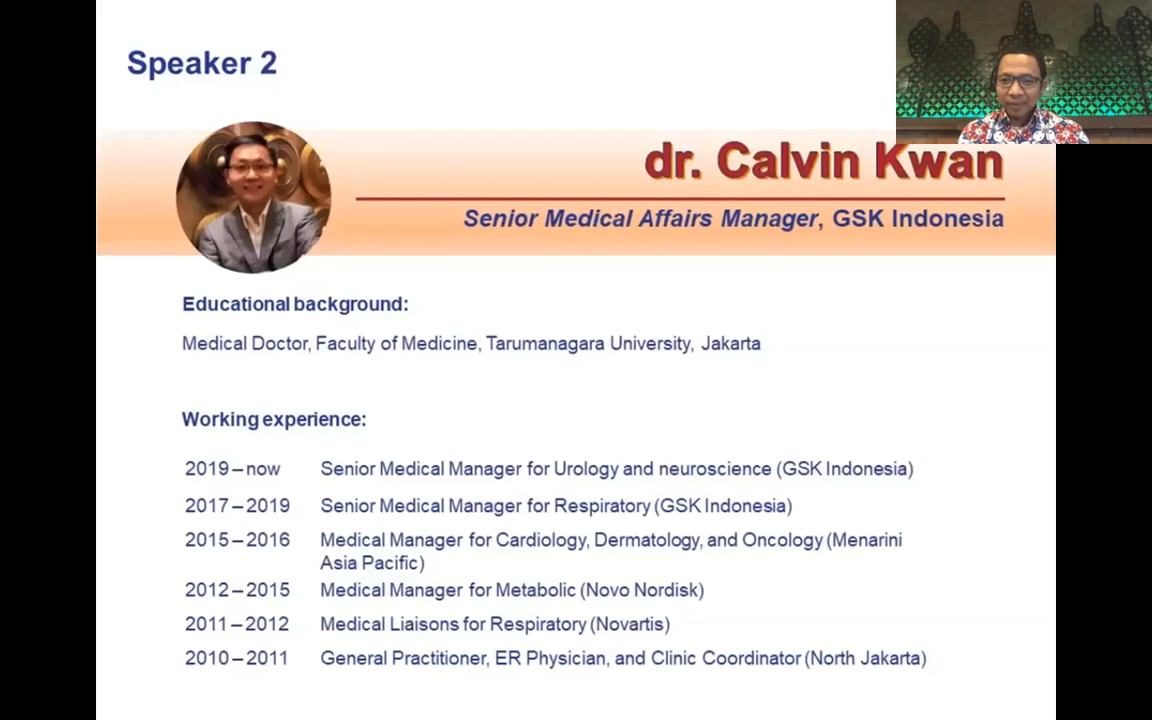 Speaker 2
dr. Calvin Kwan
Senior Medical Affairs Manager, GSK Indonesia
Educational background:
Medical Doctor, Faculty of Medicine, Tarumanagara University, Jakarta
Working experience:
2019 – now Senior Medical Manager for Urology and neuroscience (GSK Indonesia)
2017 – 2019 Senior Medical Manager for Respiratory (GSK Indonesia)
2015 – 2016 Medical Manager for Cardiology, Dermatology, and Oncology (Menarini
Asia Pacific)
2012 – 2015 Medical Manager for Metabolic (Novo Nordisk)
2011 – 2012 Medical Liaisons for Respiratory (Novartis)
2010 – 2011 General Practitioner, ER Physician, and Clinic Coordinator (North Jakarta)